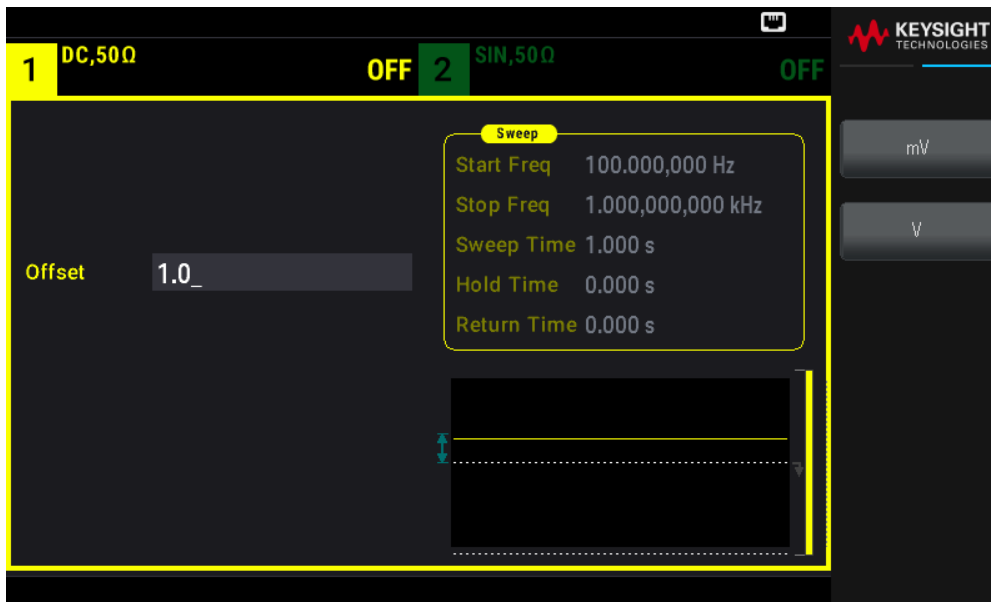 KEYSIGHT
TECHNOLOGIES
1 DC,50Ω OFF
2 SIN,50Ω OFF
Sweep
Start Freq 100.000,000 Hz
Stop Freq 1.000,000,000 kHz
Sweep Time 1.000 s
Hold Time 0.000 s
Return Time 0.000 s
Offset 1.0_
mV
V